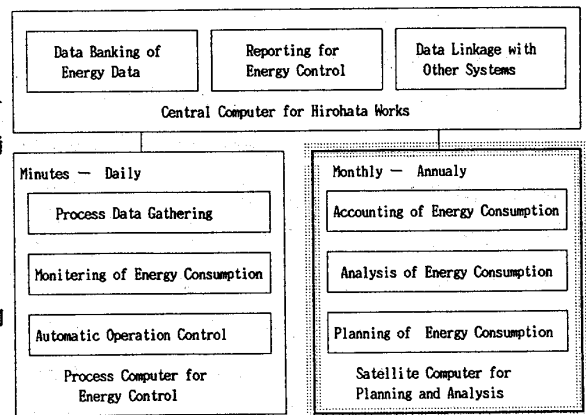 Data Banking of
Energy Data
Reporting for
Energy Control
Data Linkage with
Other Systems
Central Computer for Hirohata Works
Minutes — Daily
Process Data Gathering
Monitering of Energy Consumption
Automatic Operation Control
Process Computer for
Energy Control
Monthly — Annualy
Accounting of Energy Consumption
Analysis of Energy Consumption
Planning of Energy Consumption
Satellite Computer for
Planning and Analysis